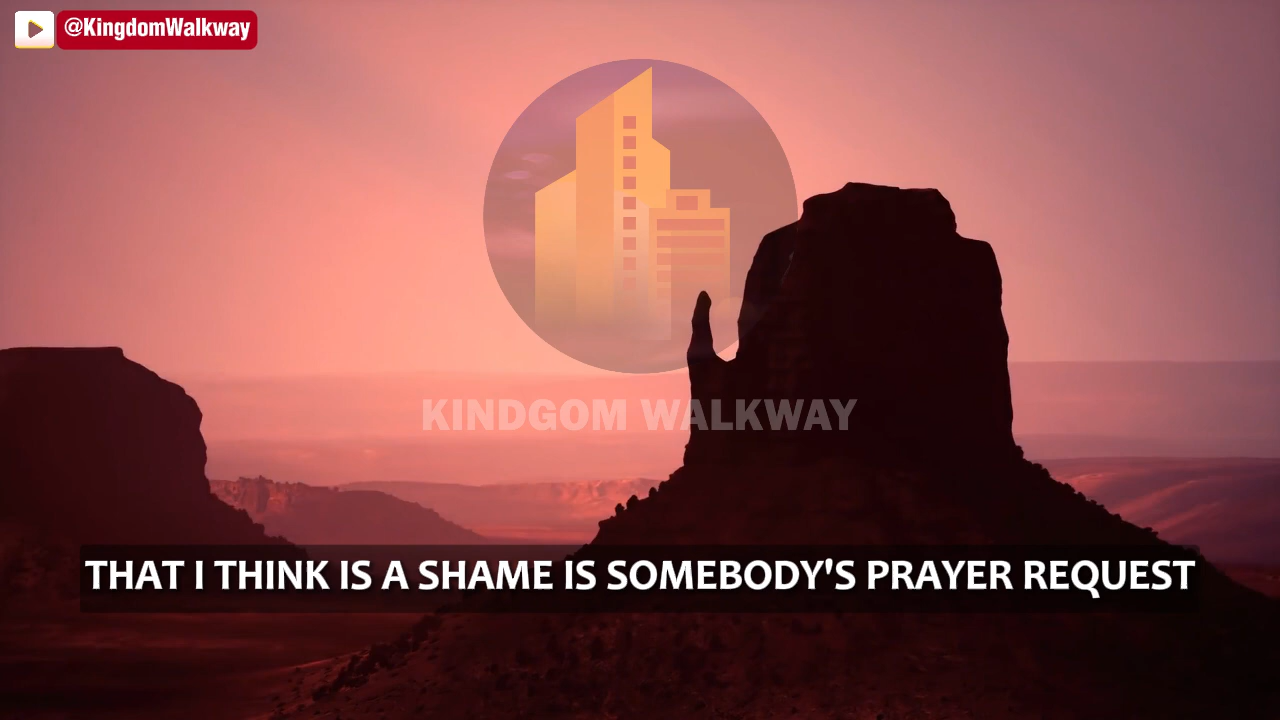 @KingdomWalkway
KINDGOM WALKWAY
THAT I THINK IS A SHAME IS SOMEBODY'S PRAYER REQUEST